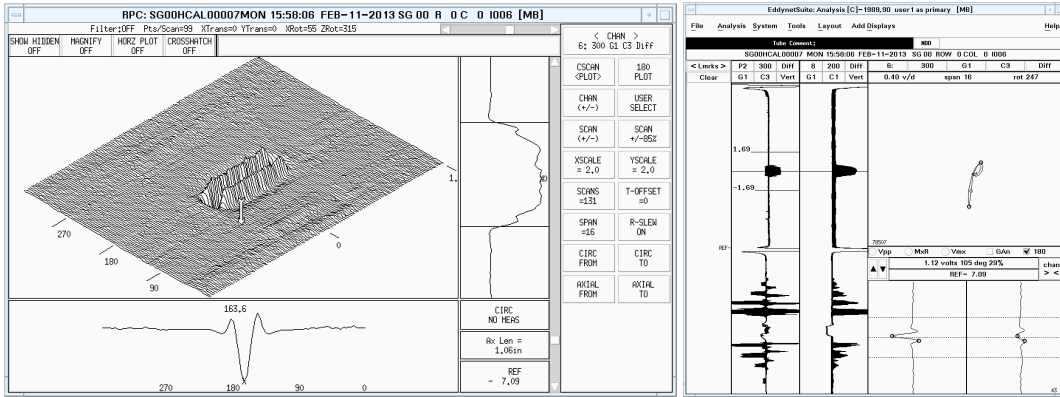 RPC: SG00HCAL00007MON 15:58:06 FEB-11-2013 SG 00 R 0 C 0 I006 [MB]
Filter:OFF Pts/Scan=99 XTrans=0 YTrans=0 XRot=55 ZRot=315
SHOW HIDDEN OFF
MAGNIFY OFF
HORZ PLOT OFF
CROSSHATCH OFF
< CHAN >
6: 300 G1 C3 Diff
CSCAN <PLOT>
180 PLOT
CHAN (+/-)
USER SELECT
SCAN (+/-)
SCAN +/-85%
XSCALE = 2.0
YSCALE = 2.0
SCANS =131
T-OFFSET =0
SPAN =16
R-SLEW ON
CIRC FROM
CIRC TO
AXIAL FROM
AXIAL TO
270
180
90
0
1.
163.6
270 180 90 0
CIRC
NO MEAS
Ax Len =
1.06in
REF
- 7.09
EddynetSuite: Analysis [C]-1989,90 user1 as primary [MB]
File Analysis System Tools Layout Add Displays Help
Tube Comment: NDD
SG00HCAL00007 MON 15:58:06 FEB-11-2013 SG 00 ROW 0 COL 0 I006
< Lmrks > P2 300 Diff 8 200 Diff 6: 300 G1 C3 Diff
Clear G1 C3 Vert G1 C1 Vert 0.40 v/d span 16 rot 247
1.69
-1.69
REF-
78507
Vpp MxR Vmx GAn 180
1.12 volts 105 deg 29% chan
REF- 7.09 > <
43